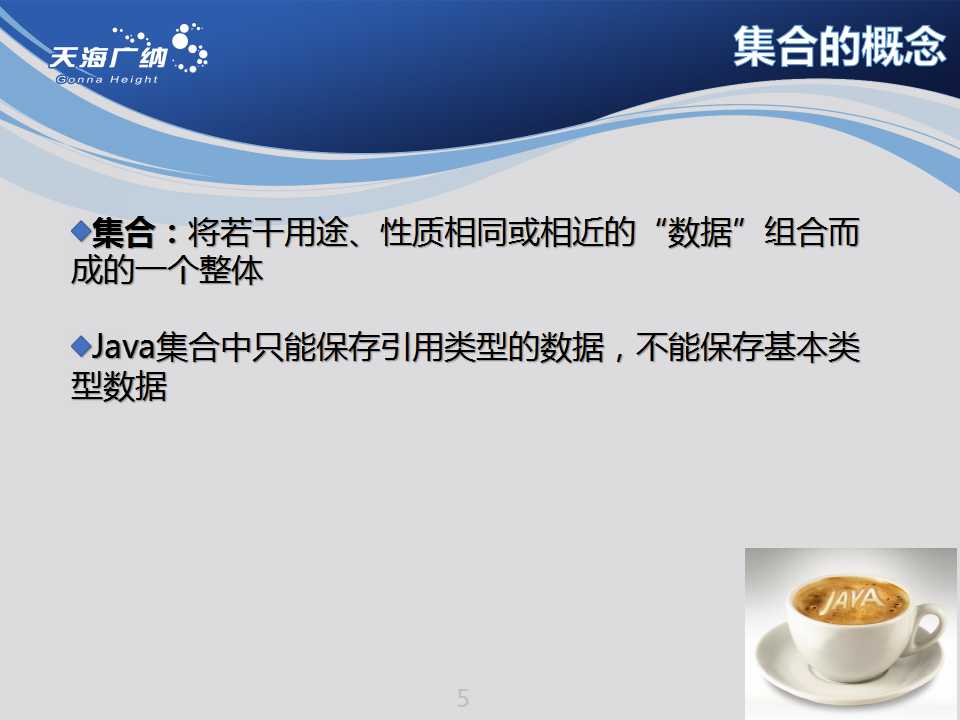 天海广纳
Gonna Height
集合的概念
集合：将若干用途、性质相同或相近的“数据”组合而
成的一个整体
Java集合中只能保存引用类型的数据，不能保存基本类
型数据
JAVA
5